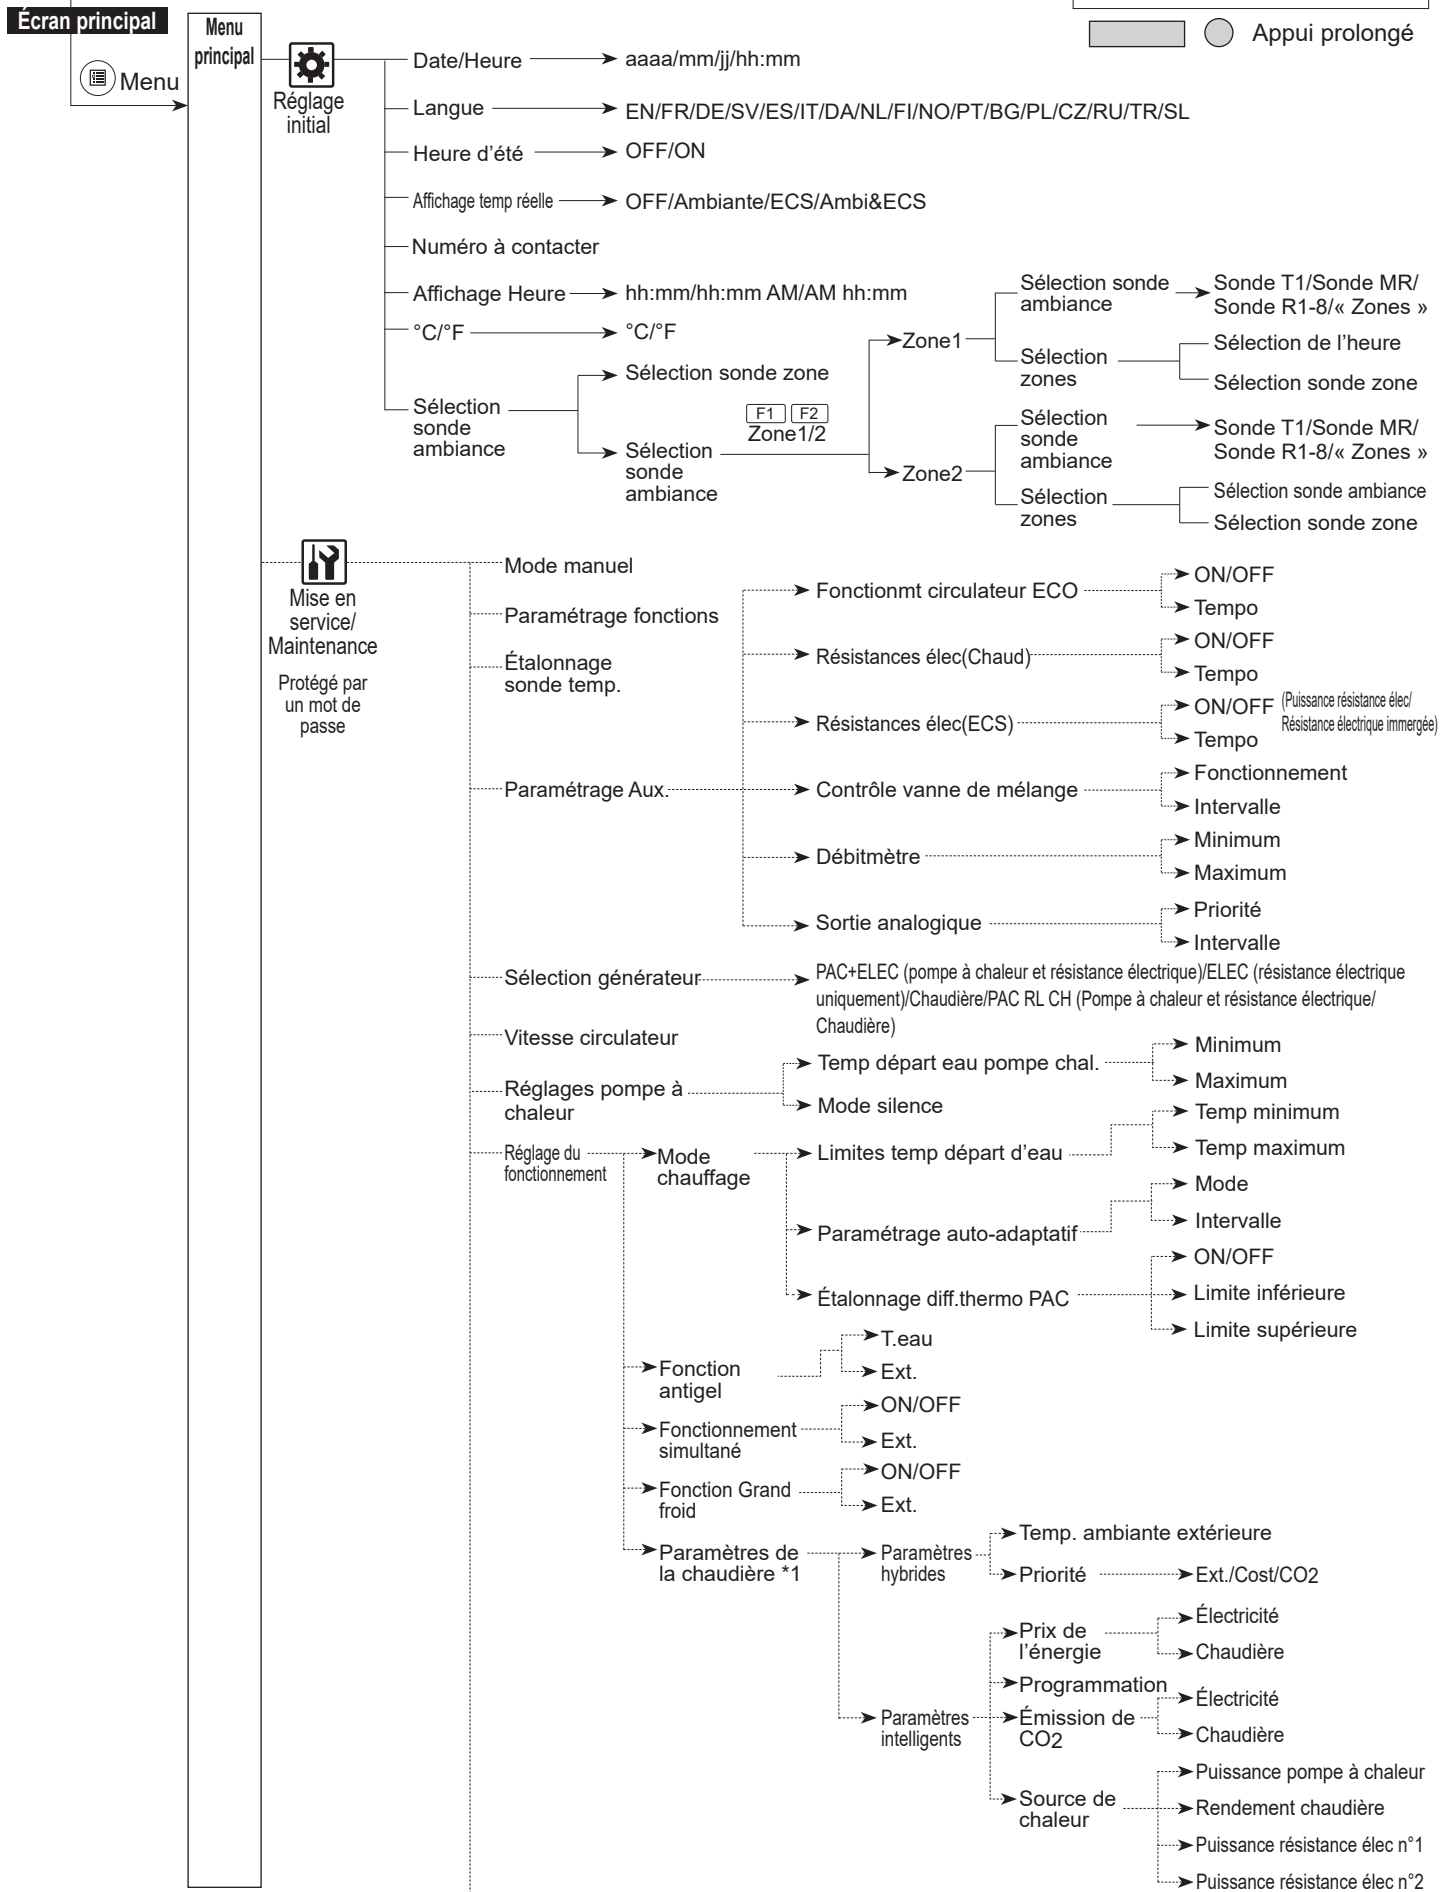 Écran principal
Menu
principal
Appui prolongé
Menu
Réglage
initial
Date/Heure
aaaa/mm/jj/hh:mm
Langue
EN/FR/DE/SV/ES/IT/DA/NL/FI/NO/PT/BG/PL/CZ/RU/TR/SL
Heure d’été
OFF/ON
Affichage temp réelle
OFF/Ambiante/ECS/Ambi&ECS
Numéro à contacter
Affichage Heure
hh:mm/hh:mm AM/AM hh:mm
°C/°F
°C/°F
Sélection
sonde
ambiance
Sélection sonde zone
Sélection
sonde
ambiance
F1 F2
Zone1/2
Zone1
Sélection sonde
ambiance
Sonde T1/Sonde MR/
Sonde R1-8/« Zones »
Sélection
zones
Sélection de l’heure
Sélection sonde zone
Zone2
Sélection
sonde
ambiance
Sonde T1/Sonde MR/
Sonde R1-8/« Zones »
Sélection
zones
Sélection sonde ambiance
Sélection sonde zone
Mise en
service/
Maintenance
Protégé par
un mot de
passe
Mode manuel
Paramétrage fonctions
Étalonnage
sonde temp.
Paramétrage Aux.
Fonctionmt circulateur ECO
ON/OFF
Tempo
Résistances élec(Chaud)
ON/OFF
Tempo
Résistances élec(ECS)
ON/OFF
(Puissance résistance élec/
Résistance électrique immergée)
Tempo
Contrôle vanne de mélange
Fonctionnement
Intervalle
Débitmètre
Minimum
Maximum
Sortie analogique
Priorité
Intervalle
Sélection générateur
PAC+ELEC (pompe à chaleur et résistance électrique)/ELEC (résistance électrique
uniquement)/Chaudière/PAC RL CH (Pompe à chaleur et résistance électrique/
Chaudière)
Vitesse circulateur
Réglages pompe à
chaleur
Temp départ eau pompe chal.
Minimum
Maximum
Mode silence
Réglage du
fonctionnement
Mode
chauffage
Limites temp départ d’eau
Temp minimum
Temp maximum
Paramétrage auto-adaptatif
Mode
Intervalle
Étalonnage diff.thermo PAC
ON/OFF
Limite inférieure
Limite supérieure
Fonction
antigel
T.eau
Ext.
Fonctionnement
simultané
ON/OFF
Ext.
Fonction Grand
froid
ON/OFF
Ext.
Paramètres de
la chaudière *1
Paramètres
hybrides
Temp. ambiante extérieure
Priorité
Ext./Cost/CO2
Paramètres
intelligents
Prix de
l’énergie
Électricité
Chaudière
Programmation
Émission de
CO2
Électricité
Chaudière
Source de
chaleur
Puissance pompe à chaleur
Rendement chaudière
Puissance résistance élec n°1
Puissance résistance élec n°2